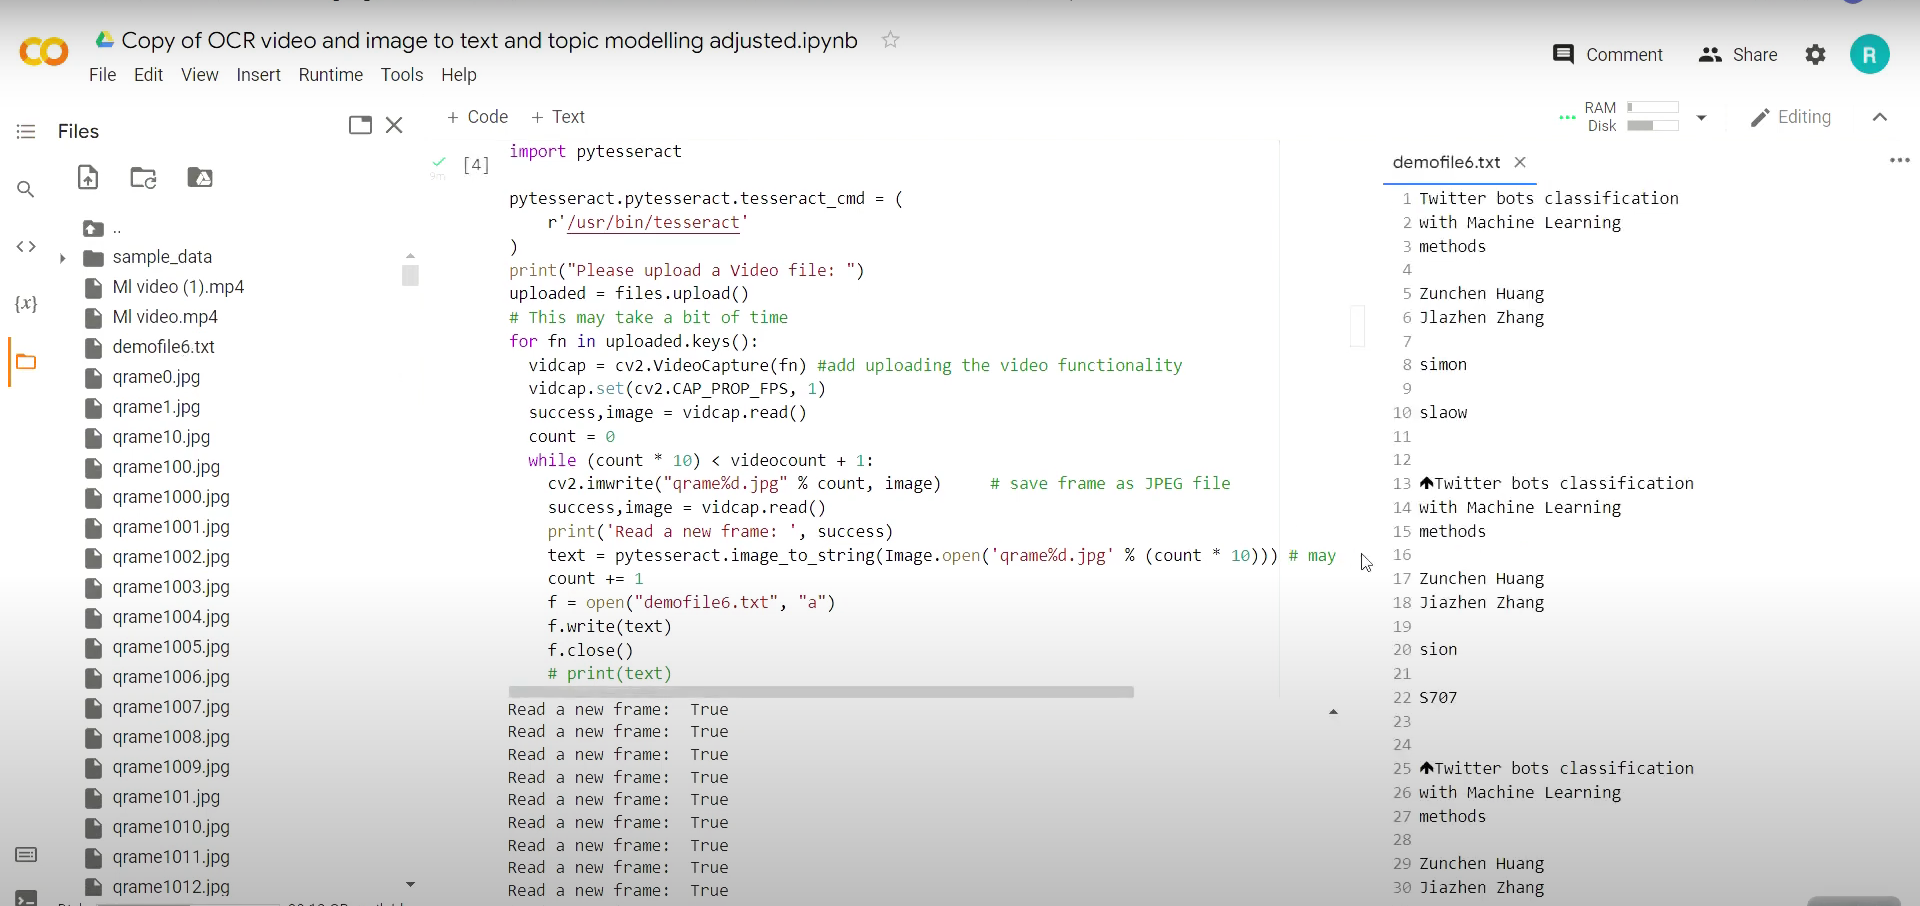 Copy of OCR video and image to text and topic modelling adjusted.ipynb
File Edit View Insert Runtime Tools Help
Comment Share R
Files
+ Code + Text
RAM
Disk
Editing
..
sample_data
Ml video (1).mp4
Ml video.mp4
demofile6.txt
qrame0.jpg
qrame1.jpg
qrame10.jpg
qrame100.jpg
qrame1000.jpg
qrame1001.jpg
qrame1002.jpg
qrame1003.jpg
qrame1004.jpg
qrame1005.jpg
qrame1006.jpg
qrame1007.jpg
qrame1008.jpg
qrame1009.jpg
qrame101.jpg
qrame1010.jpg
qrame1011.jpg
qrame1012.jpg
{x}
9m
[4]
import pytesseract
pytesseract.pytesseract.tesseract_cmd = (
r'/usr/bin/tesseract'
)
print("Please upload a Video file: ")
uploaded = files.upload()
# This may take a bit of time
for fn in uploaded.keys():
vidcap = cv2.VideoCapture(fn) #add uploading the video functionality
vidcap.set(cv2.CAP_PROP_FPS, 1)
success,image = vidcap.read()
count = 0
while (count * 10) < videocount + 1:
cv2.imwrite("qrame%d.jpg" % count, image) # save frame as JPEG file
success,image = vidcap.read()
print('Read a new frame: ', success)
text = pytesseract.image_to_string(Image.open('qrame%d.jpg' % (count * 10))) # may
count += 1
f = open("demofile6.txt", "a")
f.write(text)
f.close()
# print(text)
Read a new frame: True
Read a new frame: True
Read a new frame: True
Read a new frame: True
Read a new frame: True
Read a new frame: True
Read a new frame: True
Read a new frame: True
Read a new frame: True
demofile6.txt
1 Twitter bots classification
2 with Machine Learning
3 methods
4
5 Zunchen Huang
6 Jlazhen Zhang
7
8 simon
9
10 slaow
11
12
13 Twitter bots classification
14 with Machine Learning
15 methods
16
17 Zunchen Huang
18 Jiazhen Zhang
19
20 sion
21
22 S707
23
24
25 Twitter bots classification
26 with Machine Learning
27 methods
28
29 Zunchen Huang
30 Jiazhen Zhang